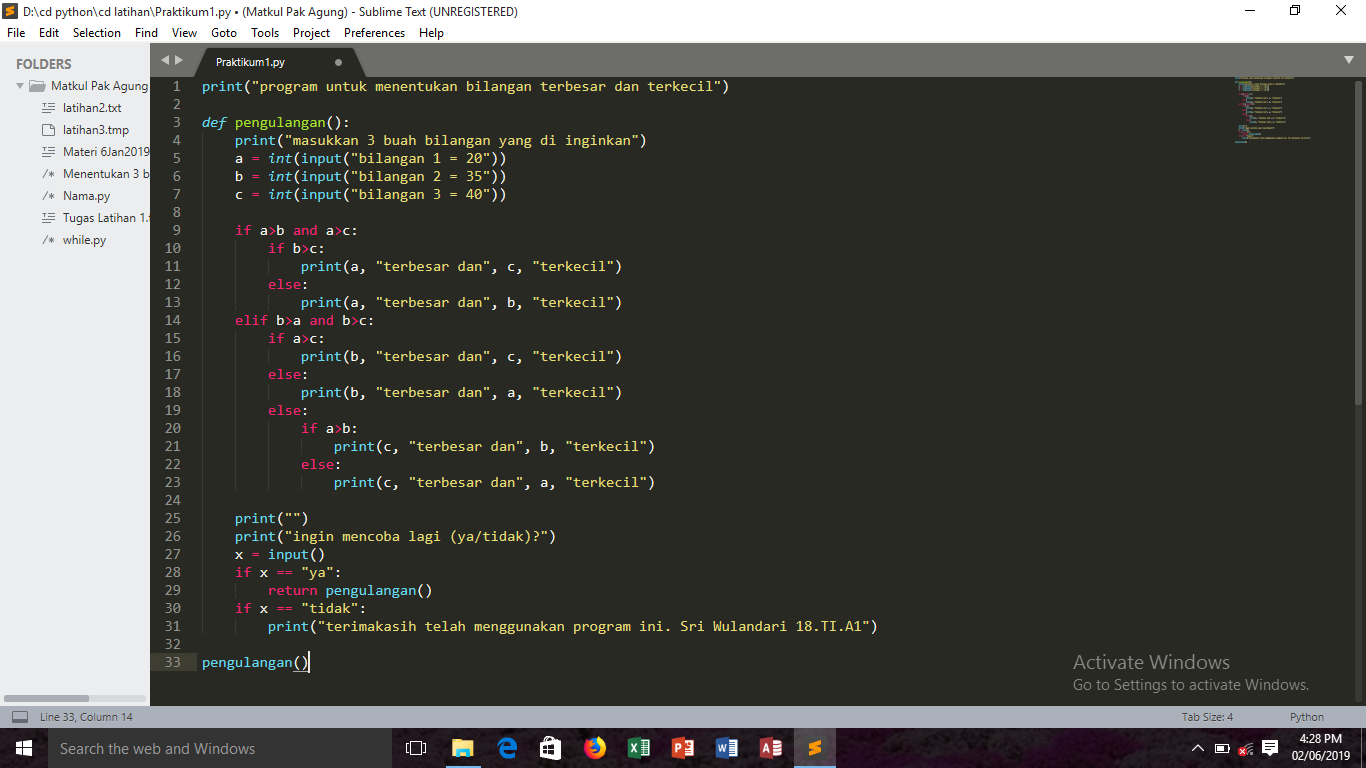 D:\cd python\cd latihan\Praktikum1.py • (Matkul Pak Agung) - Sublime Text (UNREGISTERED)
File Edit Selection Find View Goto Tools Project Preferences Help
FOLDERS
Matkul Pak Agung
latihan2.txt
latihan3.tmp
Materi 6Jan2019
/* Menentukan 3 b
/* Nama.py
Tugas Latihan 1.
/* while.py
Praktikum1.py
1 print("program untuk menentukan bilangan terbesar dan terkecil")
2
3 def pengulangan():
4     print("masukkan 3 buah bilangan yang di inginkan")
5     a = int(input("bilangan 1 = 20"))
6     b = int(input("bilangan 2 = 35"))
7     c = int(input("bilangan 3 = 40"))
8
9     if a>b and a>c:
10         if b>c:
11             print(a, "terbesar dan", c, "terkecil")
12         else:
13             print(a, "terbesar dan", b, "terkecil")
14     elif b>a and b>c:
15         if a>c:
16             print(b, "terbesar dan", c, "terkecil")
17         else:
18             print(b, "terbesar dan", a, "terkecil")
19         else:
20             if a>b:
21                 print(c, "terbesar dan", b, "terkecil")
22             else:
23                 print(c, "terbesar dan", a, "terkecil")
24
25     print("")
26     print("ingin mencoba lagi (ya/tidak)?")
27     x = input()
28     if x == "ya":
29         return pengulangan()
30     if x == "tidak":
31         print("terimakasih telah menggunakan program ini. Sri Wulandari 18.TI.A1")
32
33 pengulangan()
Activate Windows
Go to Settings to activate Windows.
Line 33, Column 14
Tab Size: 4
Python
Search the web and Windows
4:28 PM
02/06/2019